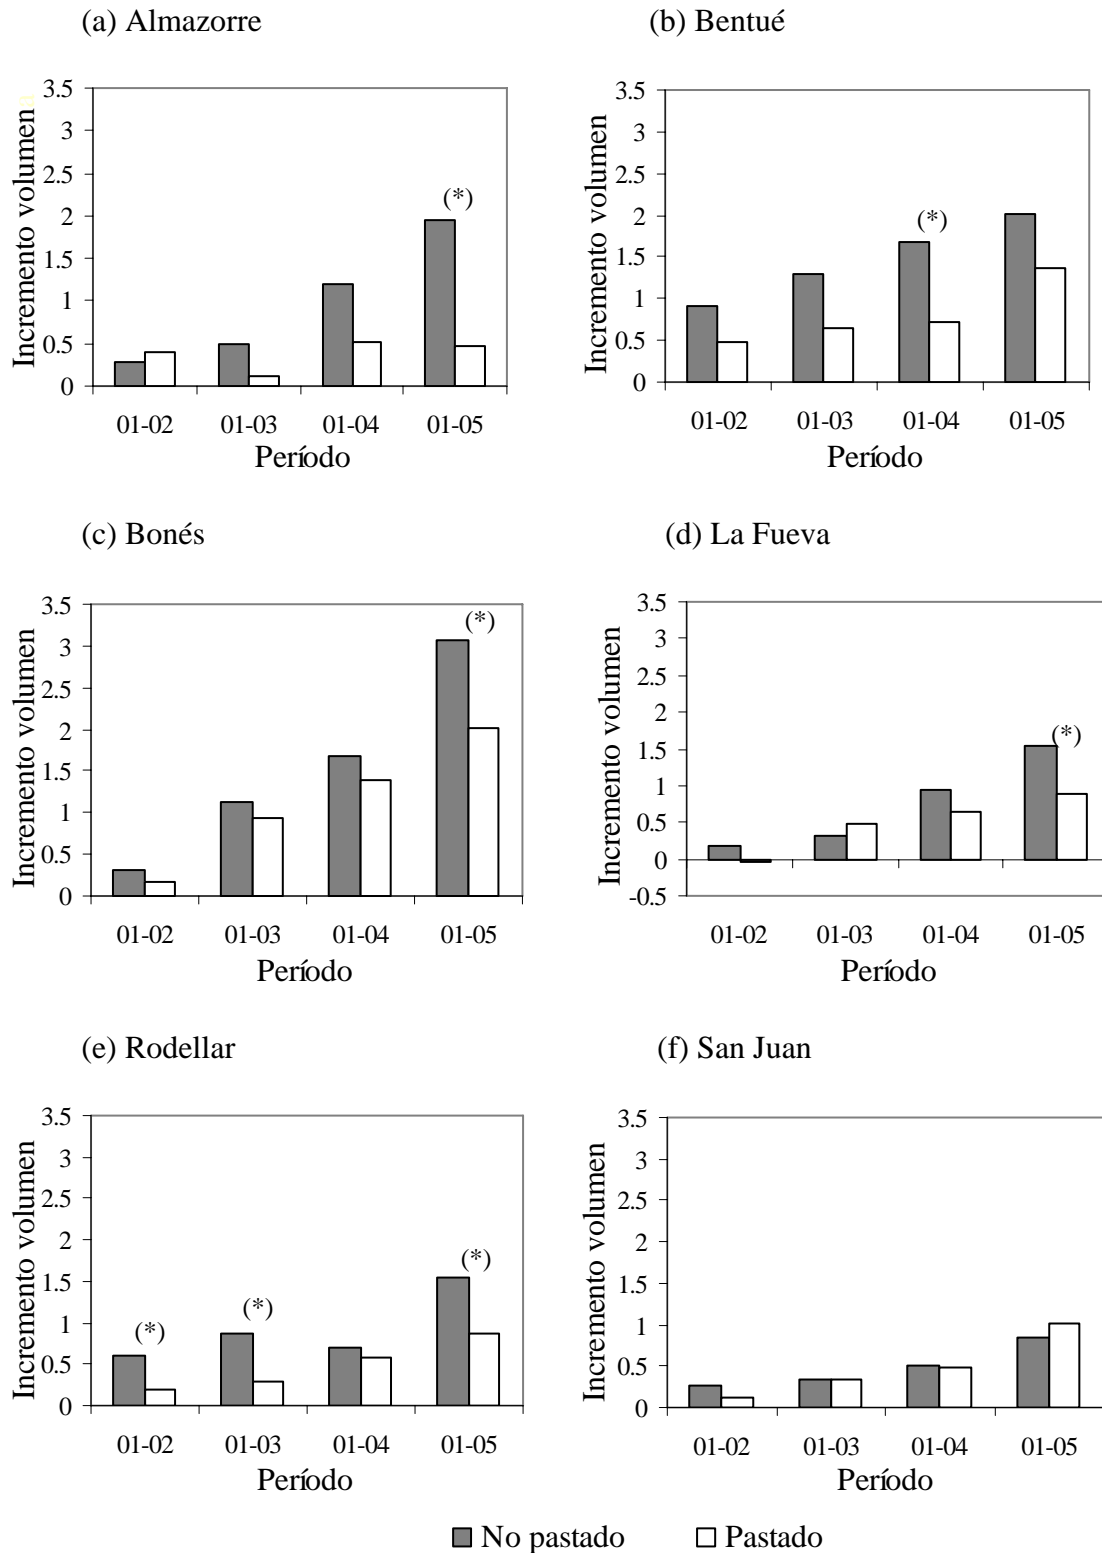 (a) Almazorre
3.5
3
2.5
2
1.5
1
0.5
0
Incremento volumen
(*)
01-02 01-03 01-04 01-05
Período
(b) Bentué
3.5
3
2.5
2
1.5
1
0.5
0
Incremento volumen
(*)
01-02 01-03 01-04 01-05
Período
(c) Bonés
3.5
3
2.5
2
1.5
1
0.5
0
Incremento volumen
(*)
01-02 01-03 01-04 01-05
Período
(d) La Fueva
3.5
3
2.5
2
1.5
1
0.5
0
-0.5
Incremento volumen
(*)
01-02 01-03 01-04 01-05
Período
(e) Rodellar
3.5
3
2.5
2
1.5
1
0.5
0
Incremento volumen
(*) (*) (*)
01-02 01-03 01-04 01-05
Período
(f) San Juan
3.5
3
2.5
2
1.5
1
0.5
0
Incremento volumen
01-02 01-03 01-04 01-05
Período
No pastado Pastado